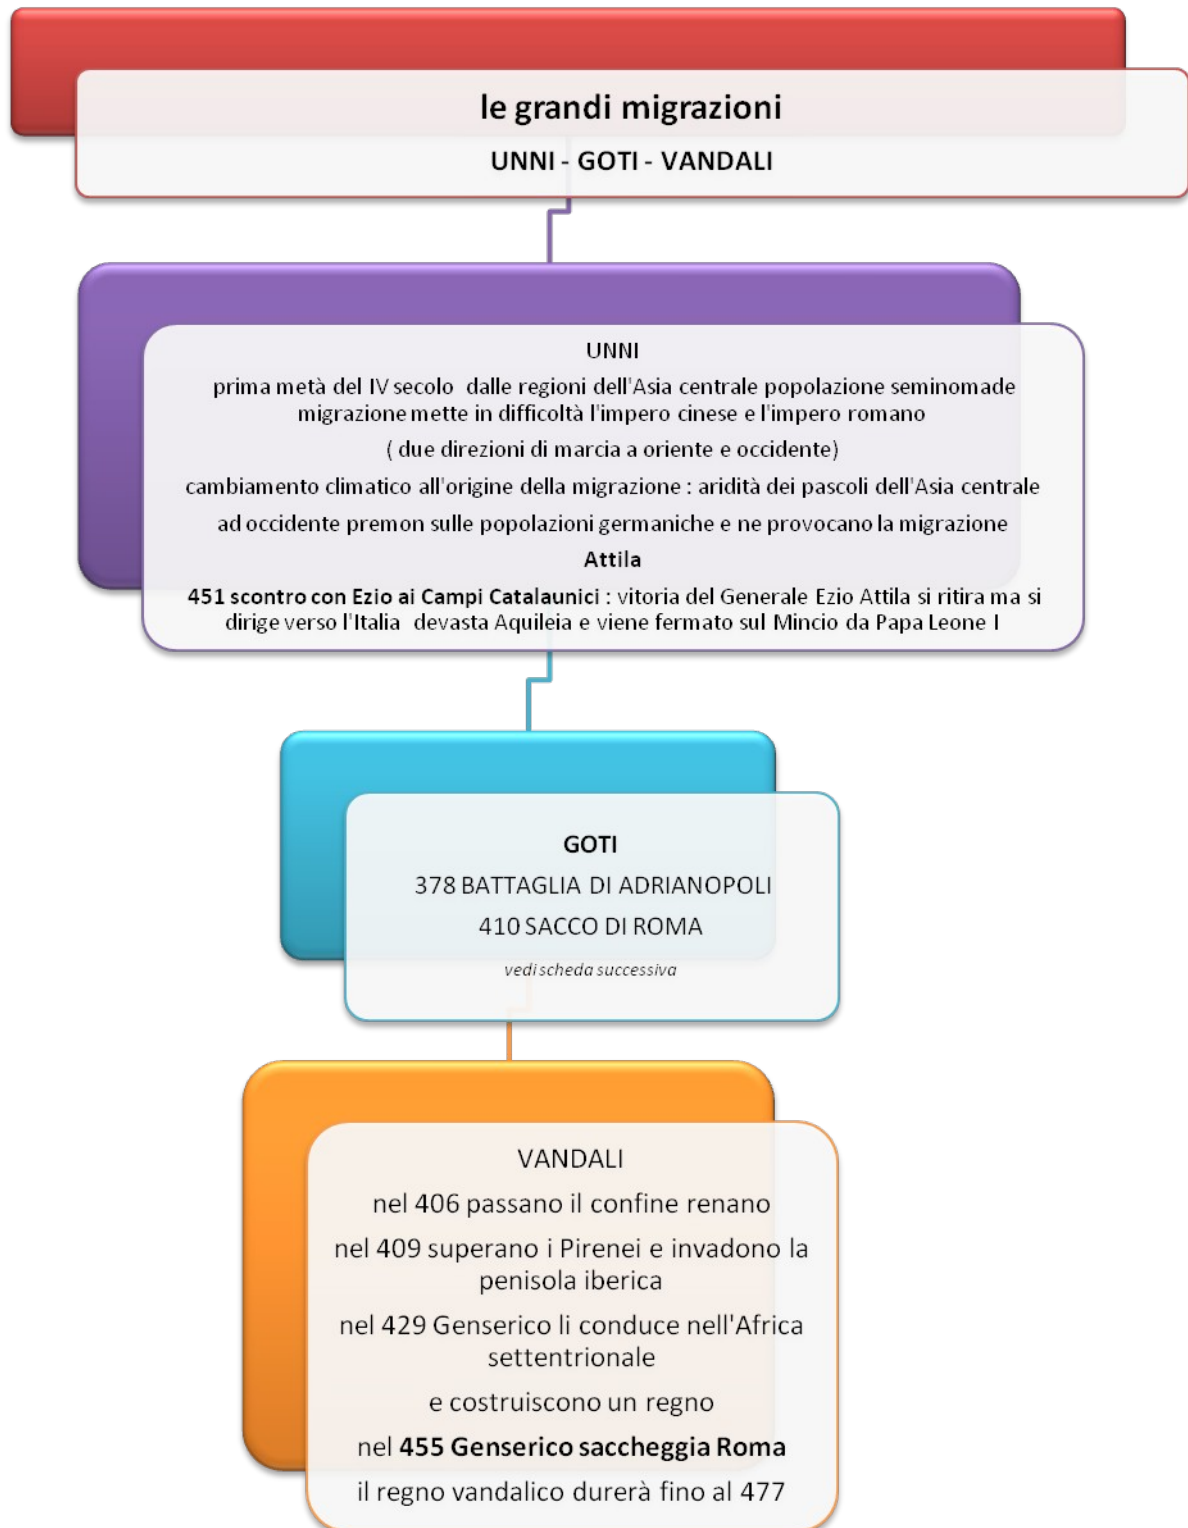 le grandi migrazioni
UNNI - GOTI - VANDALI
UNNI
prima metà del IV secolo  dalle regioni dell'Asia centrale popolazione seminomade
migrazione mette in difficoltà l'impero cinese e l'impero romano
( due direzioni di marcia a oriente e occidente)
cambiamento climatico all'origine della migrazione : aridità dei pascoli dell'Asia centrale
ad occidente premon sulle popolazioni germaniche e ne provocano la migrazione
Attila
451 scontro con Ezio ai Campi Catalaunici : vitoria del Generale Ezio Attila si ritira ma si
dirige verso l'Italia  devasta Aquileia e viene fermato sul Mincio da Papa Leone I
GOTI
378 BATTAGLIA DI ADRIANOPOLI
410 SACCO DI ROMA
vedi scheda successiva
VANDALI
nel 406 passano il confine renano
nel 409 superano i Pirenei e invadono la
penisola iberica
nel 429 Genserico li conduce nell'Africa
settentrionale
e costruiscono un regno
nel 455 Genserico saccheggia Roma
il regno vandalico durerà fino al 477